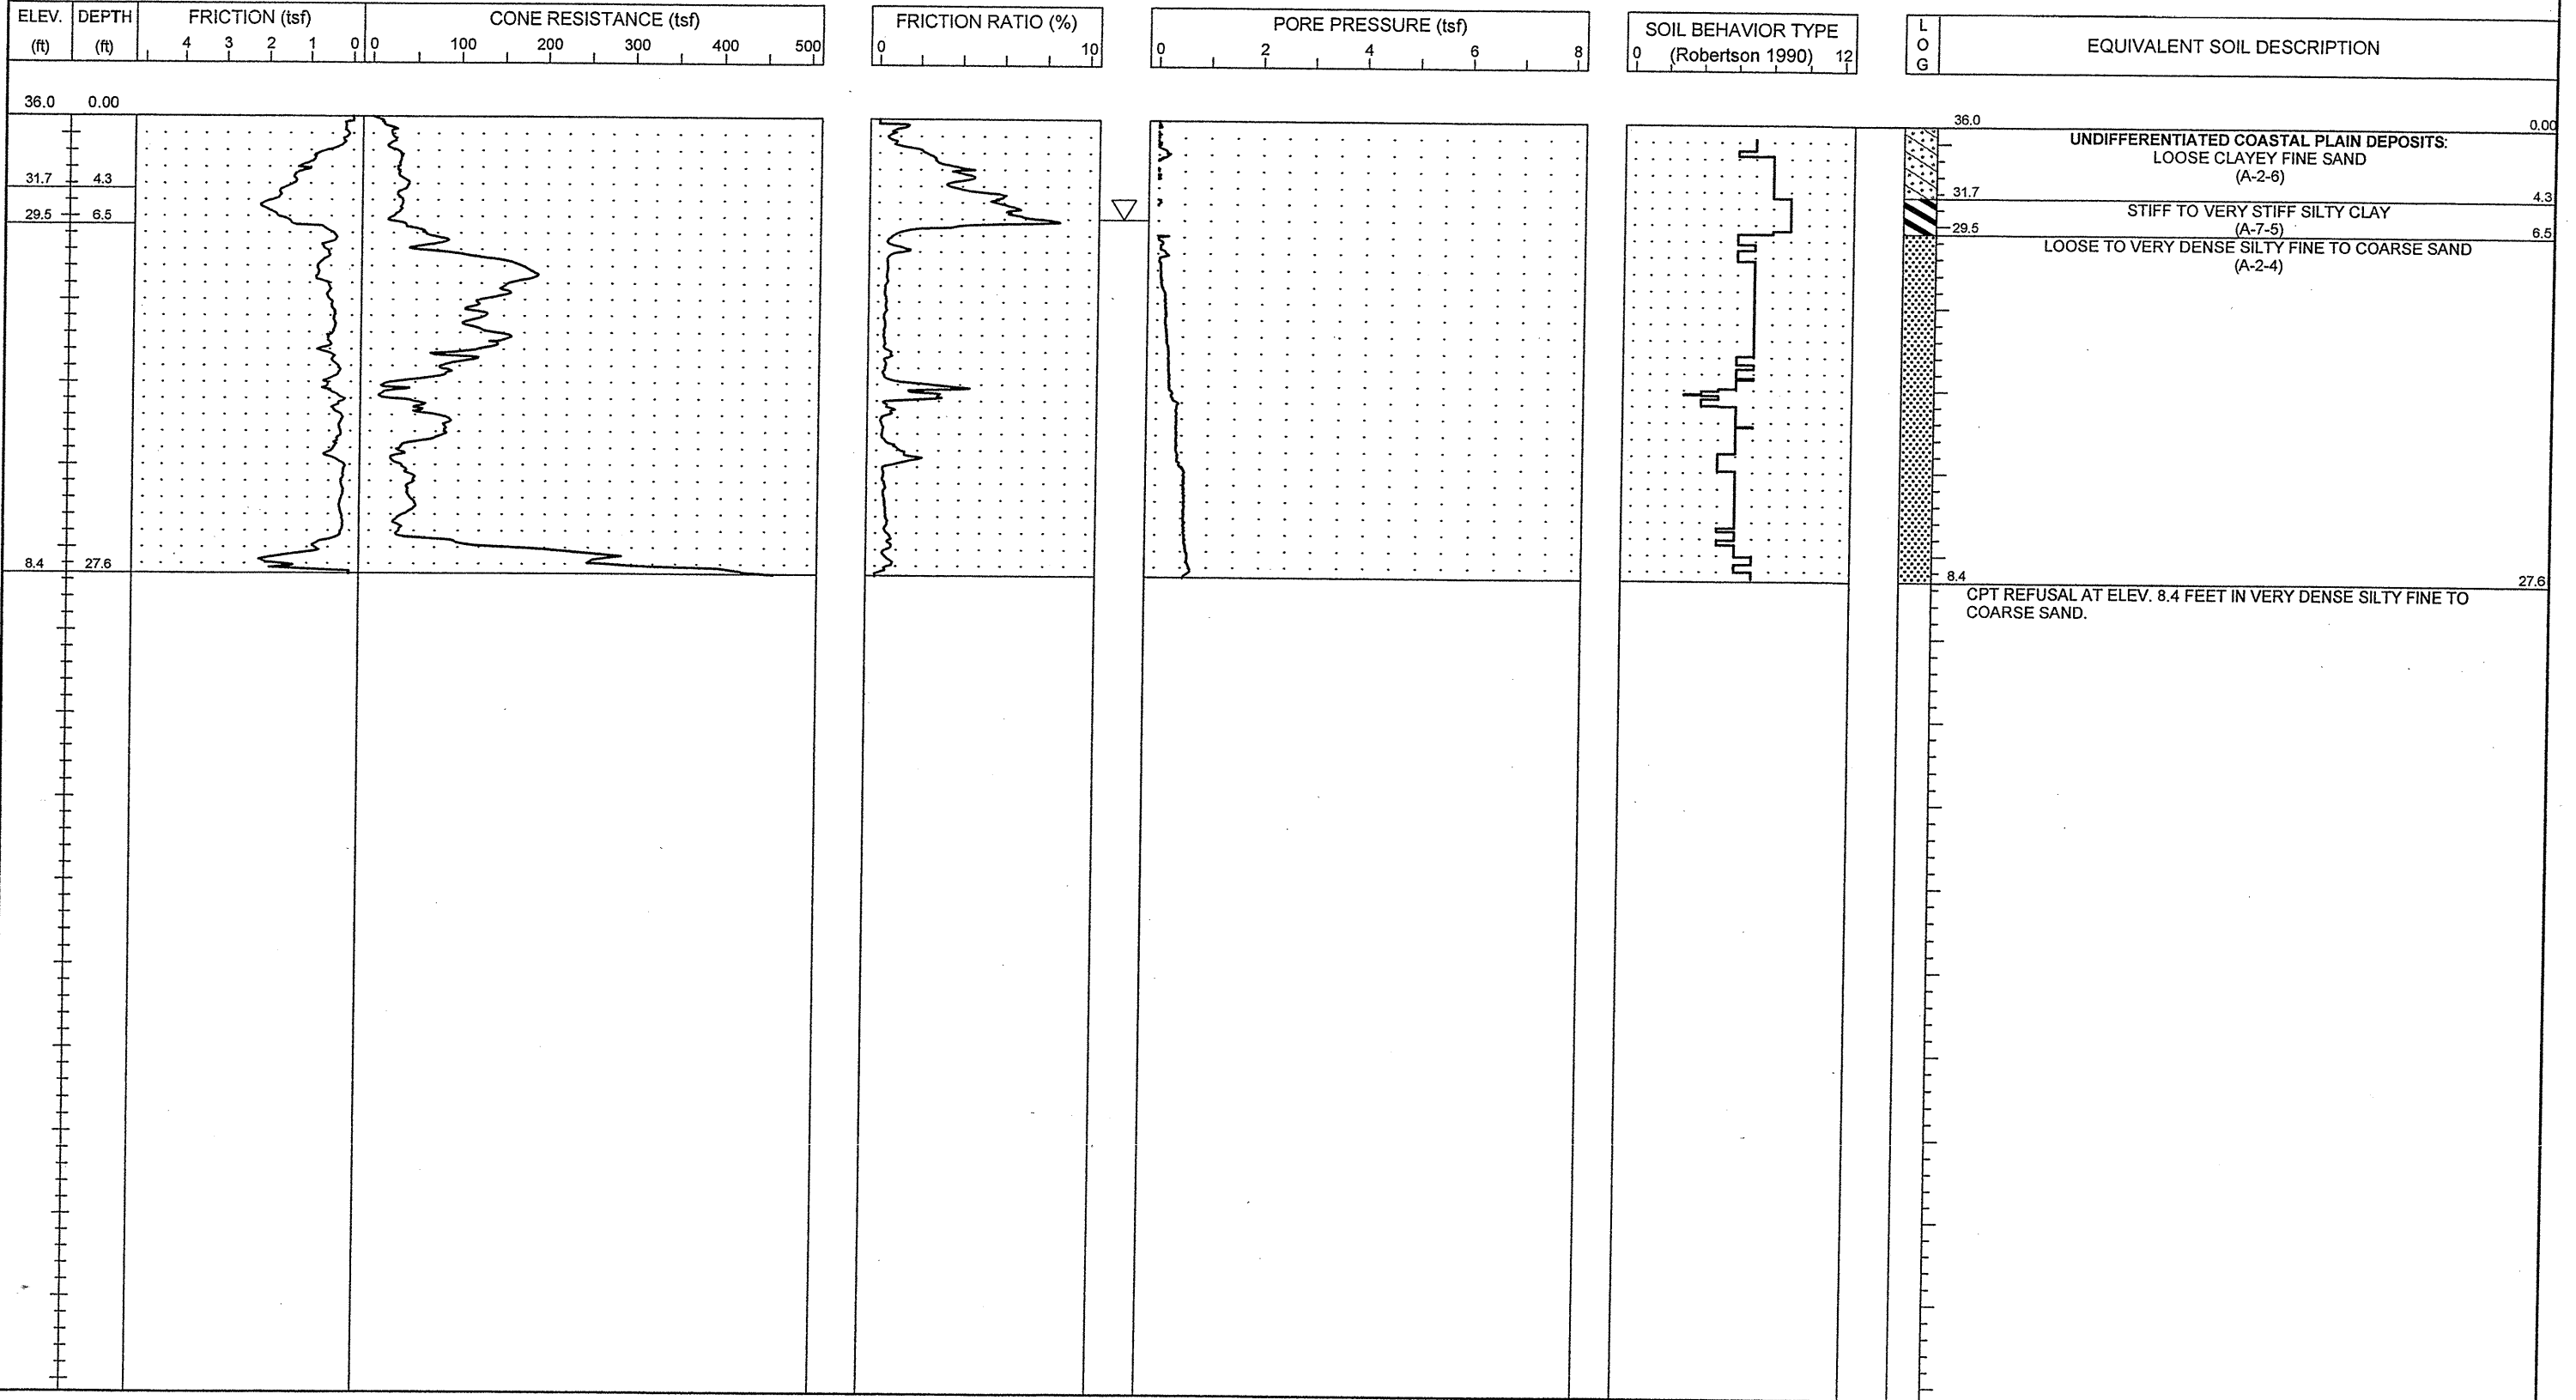 ELEV. DEPTH FRICTION (tsf) CONE RESISTANCE (tsf) FRICTION RATIO (%) PORE PRESSURE (tsf) SOIL BEHAVIOR TYPE LOG EQUIVALENT SOIL DESCRIPTION
(ft) (ft) 4 3 2 1 0 0 100 200 300 400 500 0 10 0 2 4 6 8 0 (Robertson 1990) 12
36.0 0.00
36.0 0.00
UNDIFFERENTIATED COASTAL PLAIN DEPOSITS:
LOOSE CLAYEY FINE SAND
(A-2-6)
31.7 4.3
31.7 4.3
STIFF TO VERY STIFF SILTY CLAY
(A-7-5)
29.5 6.5
29.5 6.5
LOOSE TO VERY DENSE SILTY FINE TO COARSE SAND
(A-2-4)
8.4 27.6
8.4 27.6
CPT REFUSAL AT ELEV. 8.4 FEET IN VERY DENSE SILTY FINE TO
COARSE SAND.